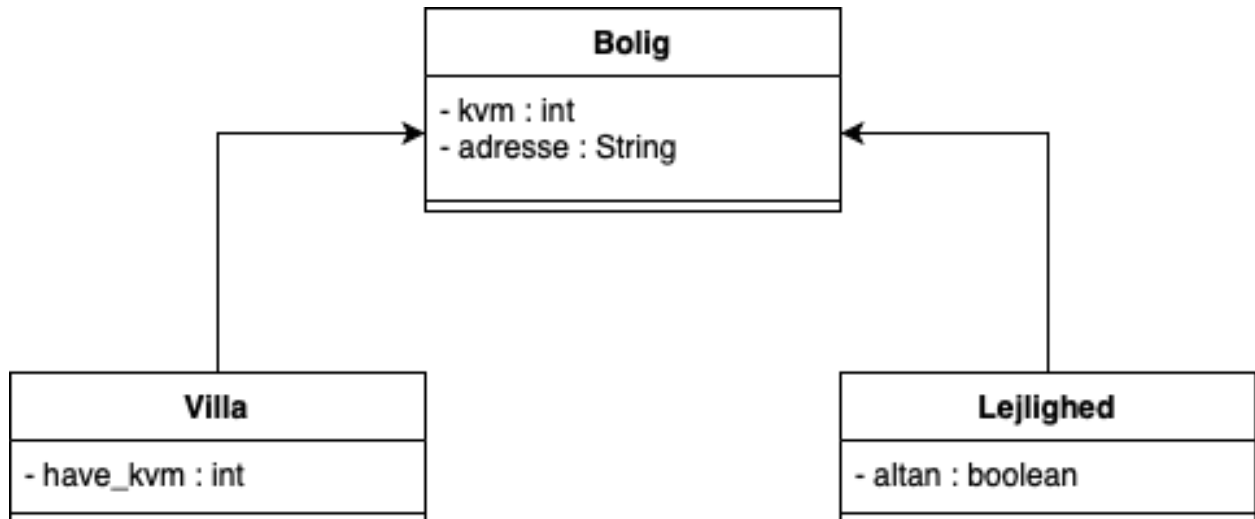 Bolig
- kvm : int
- adresse : String
Villa
- have_kvm : int
Lejlighed
- altan : boolean